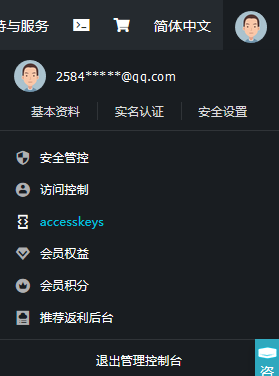 持与服务 简体中文
2584*****@qq.com
基本资料 实名认证 安全设置
安全管控
访问控制
accesskeys
会员权益
会员积分
推荐返利后台
退出管理控制台
咨